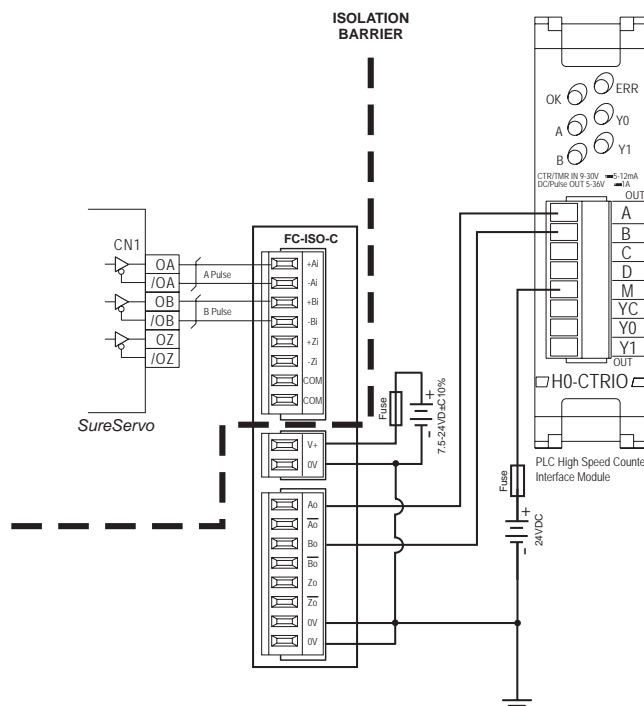 ISOLATION
BARRIER
OK
ERR
A
Y0
B
Y1
CTR/TMR IN 9-30V 5-12mA
DC/Pulse OUT 5-36V 1A
OUT
A
B
C
D
M
YC
Y0
Y1
OUT
H0-CTRIO
PLC High Speed Counte
Interface Module
CN1
OA
/OA
OB
/OB
OZ
/OZ
A Pulse
B Pulse
SureServo
FC-ISO-C
+Ai
-Ai
+Bi
-Bi
+Zi
-Zi
COM
COM
V+
0V
Ao
Ao
Bo
Bo
Zo
Zo
0V
0V
Fuse
+
-
7.5-24VD±C10%
Fuse
+
-
24VDC